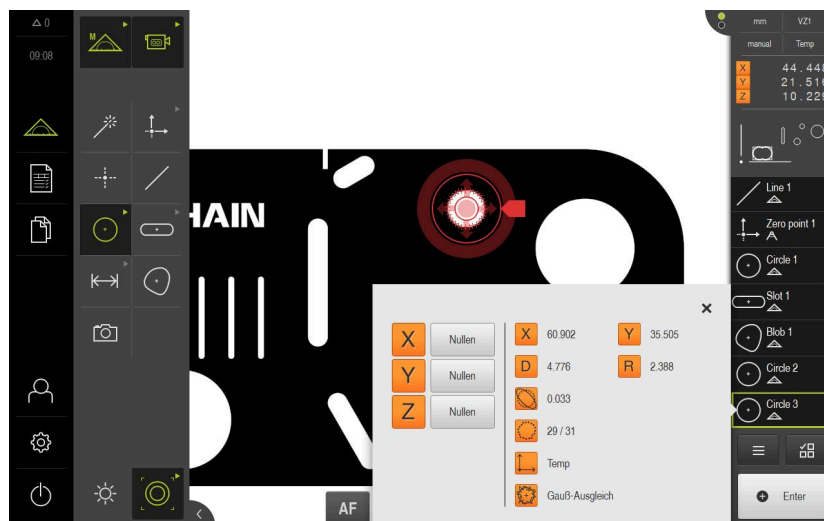 0
09:08
M
HAIN
mm VZ1
manual Temp
X 44.448
Y 21.516
Z 10.229
Line 1
Zero point 1
Circle 1
Slot 1
Blob 1
Circle 2
Circle 3
X Nullen
Y Nullen
Z Nullen
X 60.902 Y 35.505
D 4.776 R 2.388
0.033
29 / 31
Temp
Gauß-Ausgleich
AF
Enter